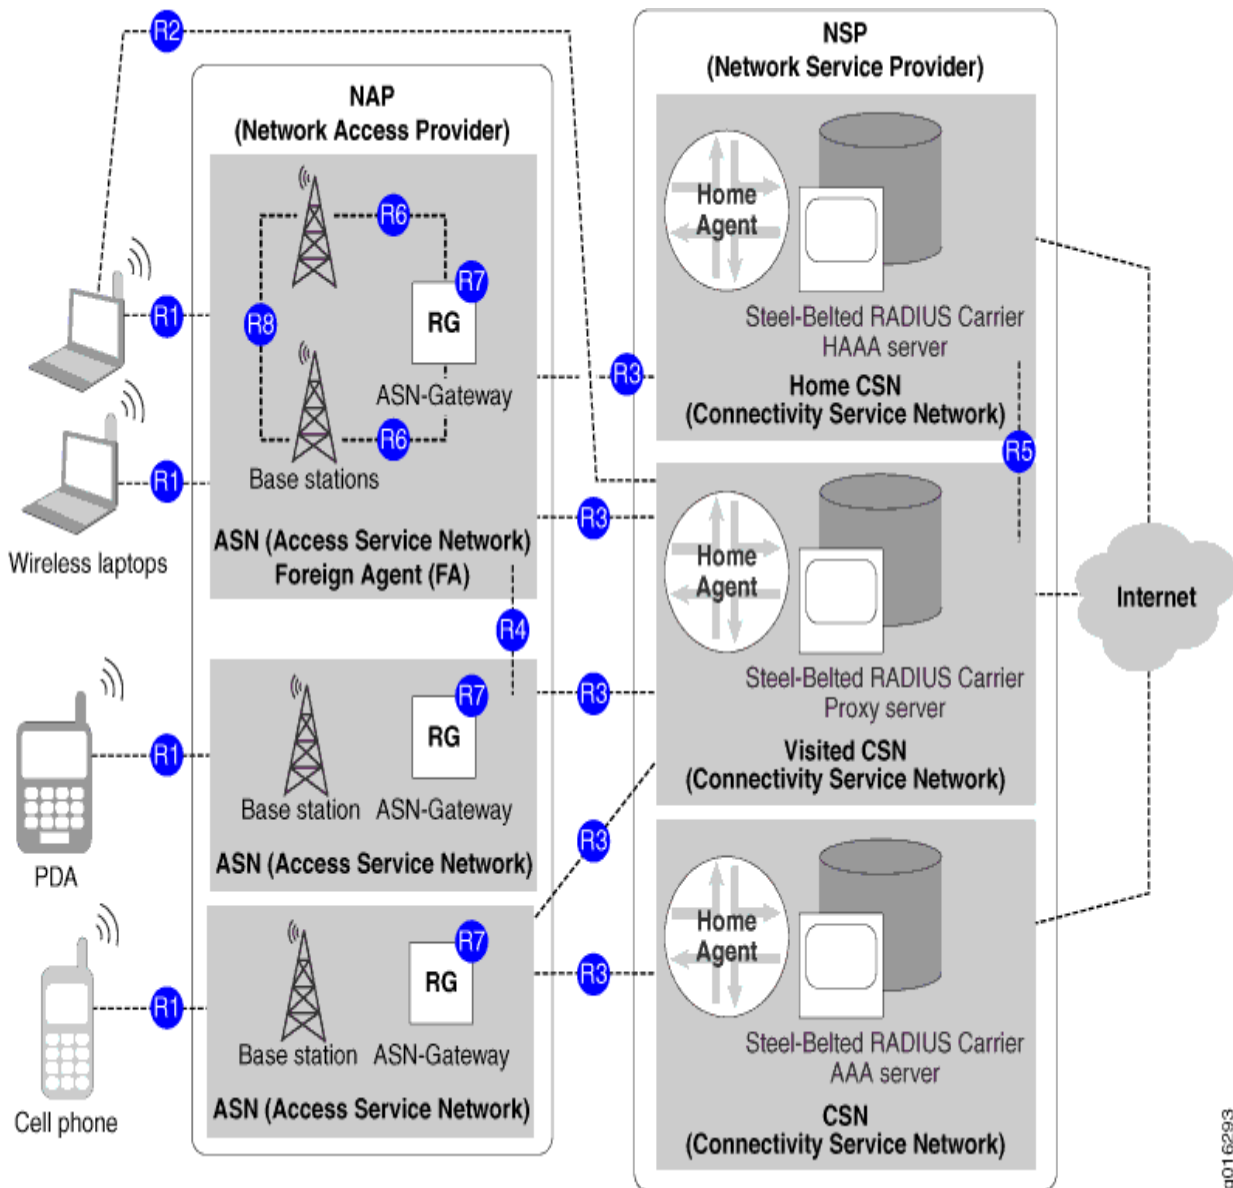 R2
NSP
(Network Service Provider)
NAP
(Network Access Provider)
R6
R7
RG
ASN-Gateway
R8
R6
Base stations
ASN (Access Service Network)
Foreign Agent (FA)
R1
R1
Wireless laptops
R4
R7
RG
Base station
ASN-Gateway
ASN (Access Service Network)
R1
PDA
R7
RG
Base station
ASN-Gateway
ASN (Access Service Network)
R1
Cell phone
R3
R3
R3
R3
R3
Home
Agent
Steel-Belted RADIUS Carrier
HAAA server
Home CSN
(Connectivity Service Network)
R5
Home
Agent
Steel-Belted RADIUS Carrier
Proxy server
Visited CSN
(Connectivity Service Network)
Home
Agent
Steel-Belted RADIUS Carrier
AAA server
CSN
(Connectivity Service Network)
Internet
g016293